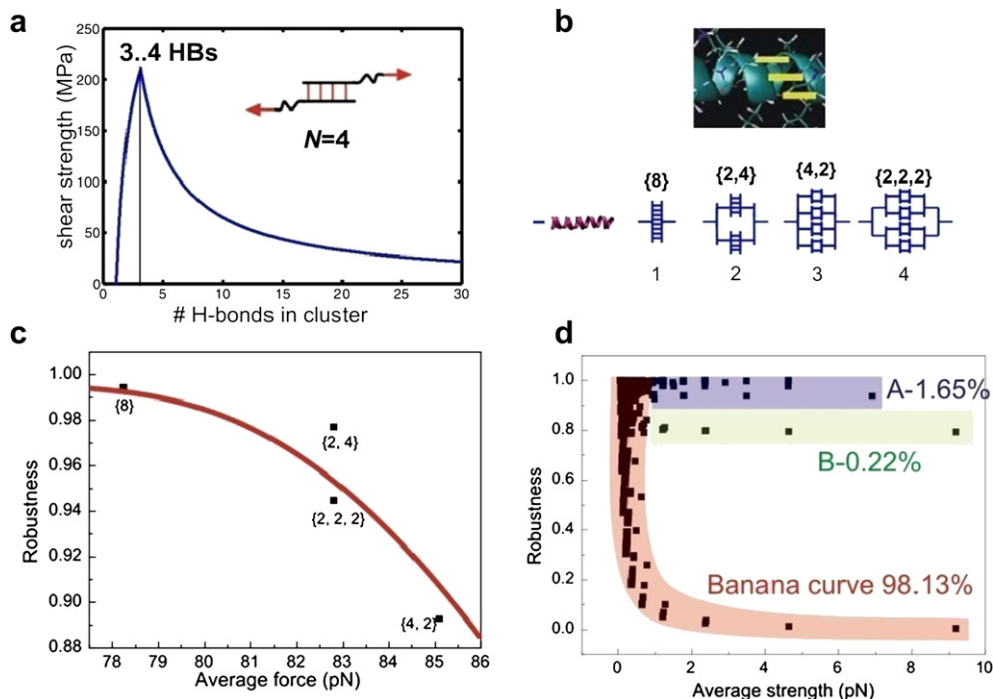 a
250
200
150
100
50
0
0 5 10 15 20 25 30
shear strength (MPa)
# H-bonds in cluster
3..4 HBs
N=4
b
{8} {2,4} {4,2} {2,2,2}
1 2 3 4
c
1.00
0.98
0.96
0.94
0.92
0.90
0.88
Robustness
{8}
{2, 4}
{2, 2, 2}
{4, 2}
78 79 80 81 82 83 84 85 86
Average force (pN)
d
1.0
0.8
0.6
0.4
0.2
0.0
Robustness
A-1.65%
B-0.22%
Banana curve 98.13%
0 2 4 6 8 10
Average strength (pN)